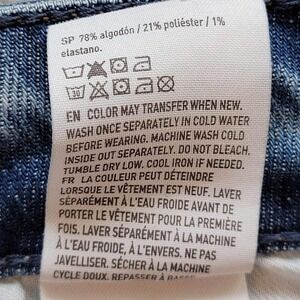 SP 78% algodón / 21% poliéster / 1%
elastano.
30
EN COLOR MAY TRANSFER WHEN NEW.
WASH ONCE SEPARATELY IN COLD WATER
BEFORE WEARING. MACHINE WASH COLD
INSIDE OUT SEPARATELY. DO NOT BLEACH.
TUMBLE DRY LOW. COOL IRON IF NEEDED.
FR LA COULEUR PEUT DÉTEINDRE
LORSQUE LE VÊTEMENT EST NEUF. LAVER
SÉPARÉMENT À L'EAU FROIDE AVANT DE
PORTER LE VÊTEMENT POUR LA PREMIÈRE
FOIS. LAVER SÉPARÉMENT À LA MACHINE
À L'EAU FROIDE, À L'ENVERS. NE PAS
JAVELLISER. SÉCHER À LA MACHINE
CYCLE DOUX. REPASSER À BASSE